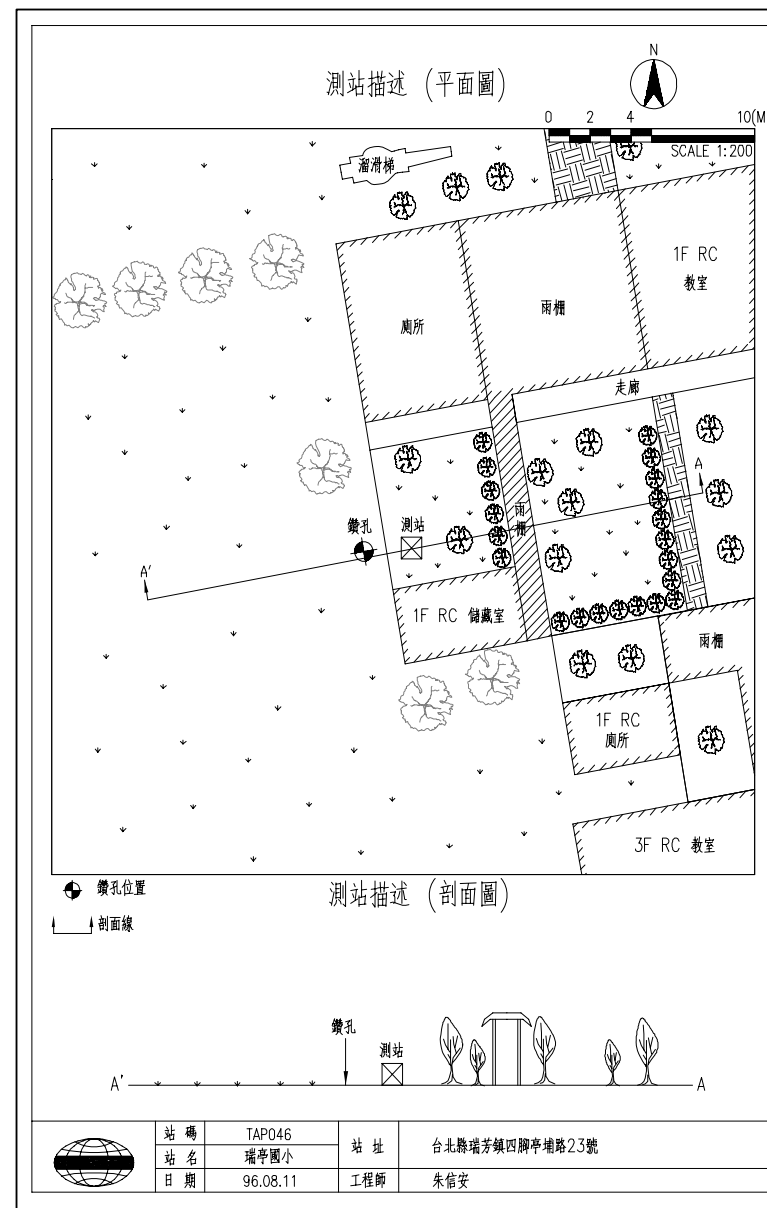 測站描述 (平面圖)
N
0 2 4 10(M
SCALE 1:200
溜滑梯
1F RC
教室
雨棚
廁所
走廊
A
雨棚
鑽孔 測站
A'
1F RC 儲藏室
雨棚
1F RC
廁所
3F RC 教室
鑽孔位置
測站描述 (剖面圖)
剖面線
鑽孔
測站
A' A
站 碼 TAP046 站 址 台北縣瑞芳鎮四腳亭埔路23號
站 名 瑞亭國小
日 期 96.08.11 工程師 朱信安